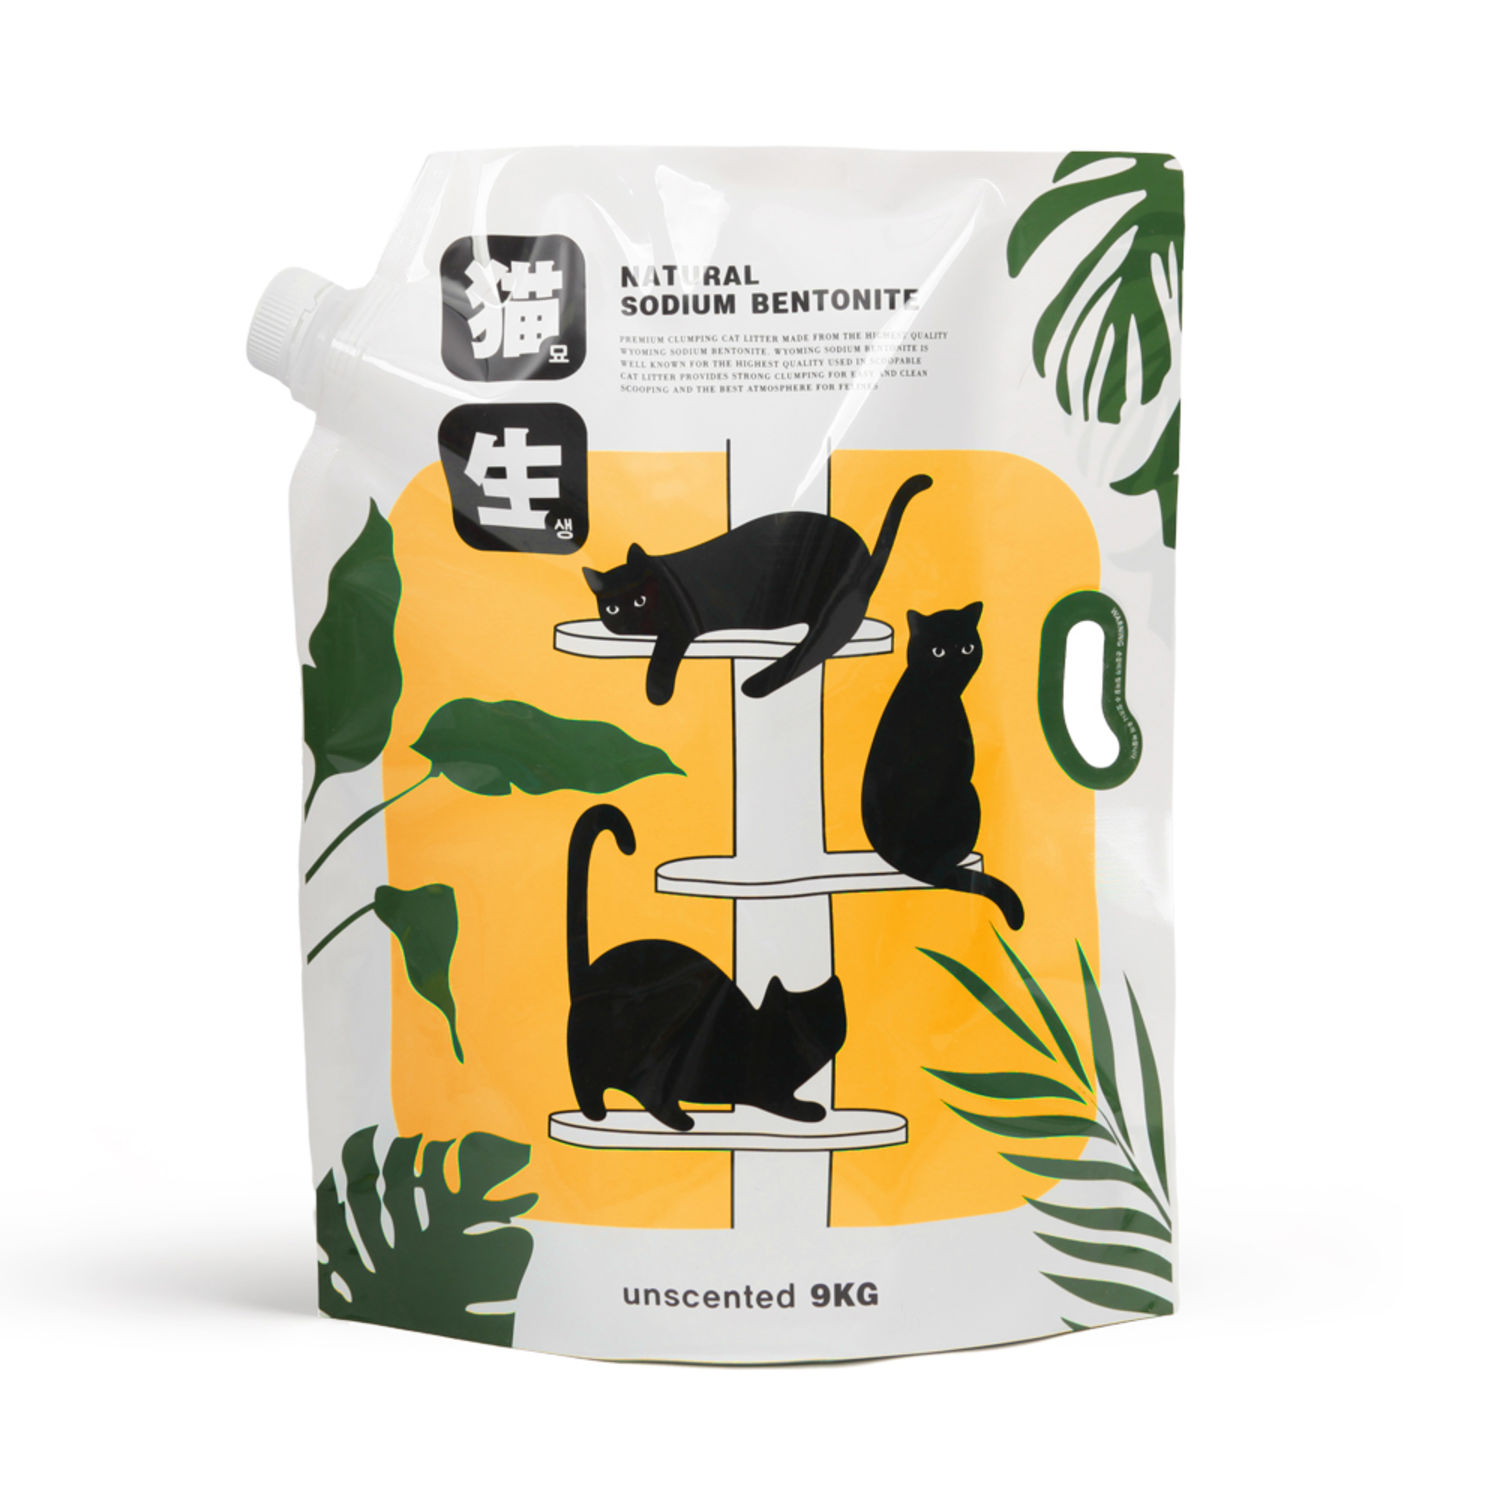 猫
묘
生
생
NATURAL
SODIUM BENTONITE
PREMIUM CLUMPING CAT LITTER MADE FROM THE HIGHEST QUALITY
WYOMING SODIUM BENTONITE. WYOMING SODIUM BENTONITE IS
WELL KNOWN FOR THE HIGHEST QUALITY USED IN SCOOPABLE
CAT LITTER PROVIDES STRONG CLUMPING FOR EASY AND CLEAN
SCOOPING AND THE BEST ATMOSPHERE FOR FELINES
WARNING
unscented 9KG